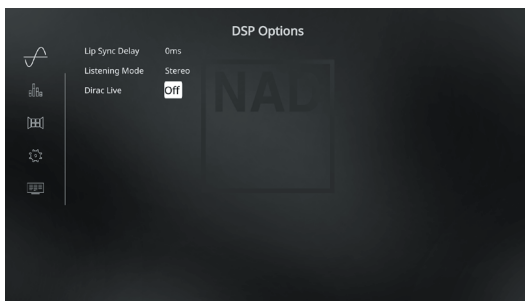 DSP Options
Lip Sync Delay 0ms
Listening Mode Stereo
Dirac Live Off
NAD